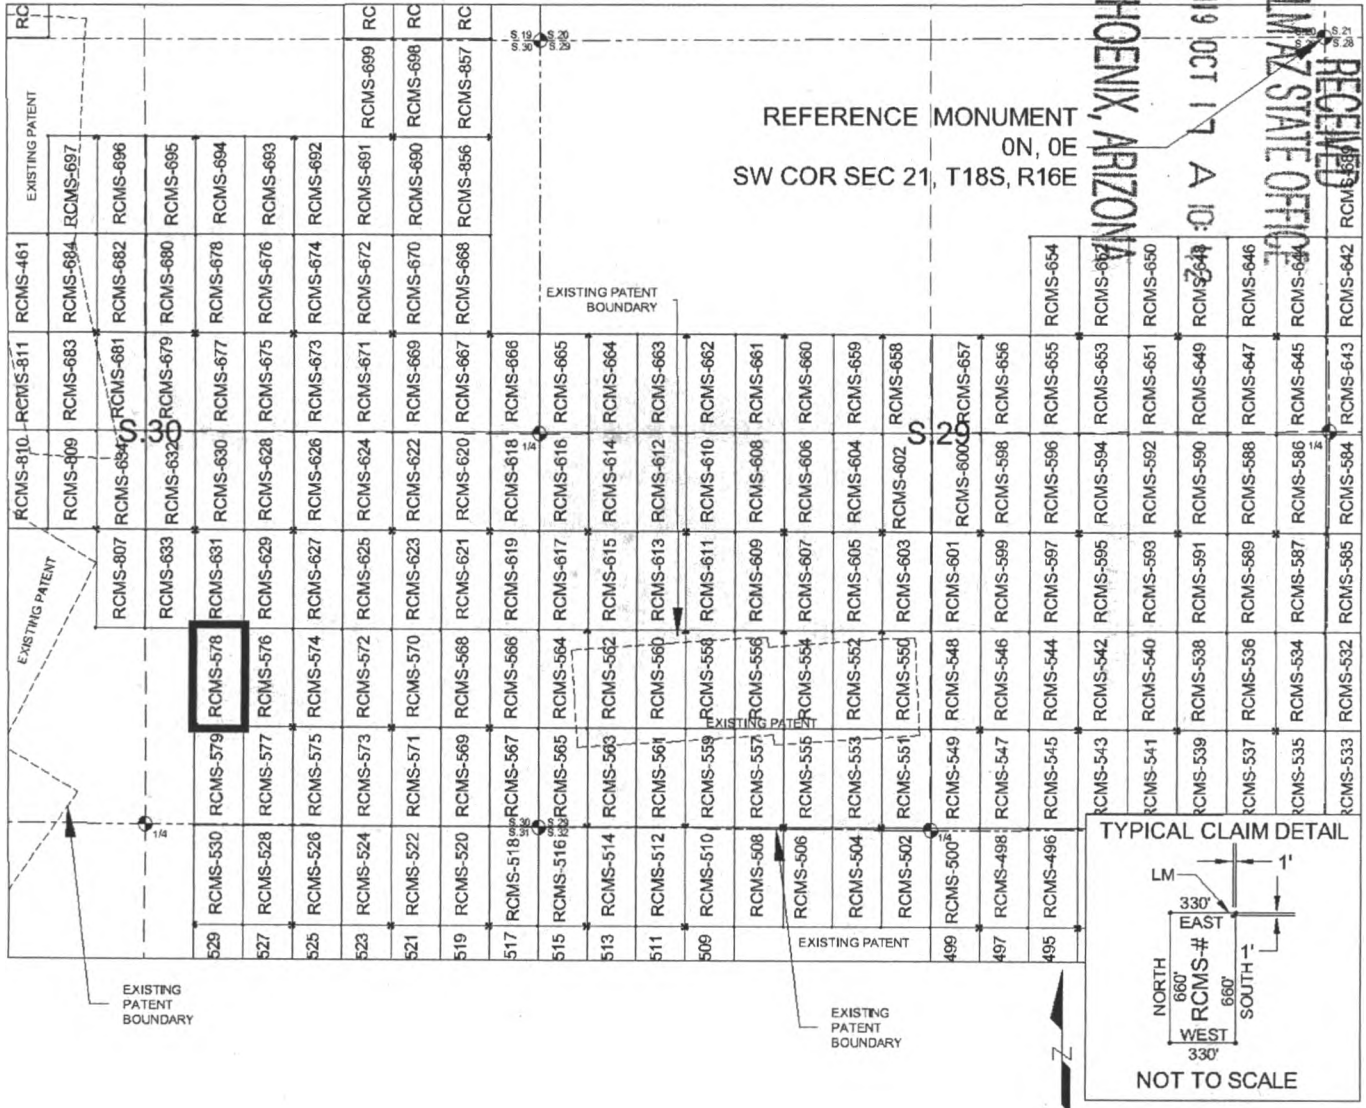 RC
RC
RC
S.19 S.20
S.30 S.29
S.21
S.28
RECEIVED
AZ STATE OFFICE
OCT 17 A 10:
PHOENIX, ARIZONA
EXISTING PATENT
RCMS-699
RCMS-698
RCMS-857
REFERENCE MONUMENT
0N, 0E
SW COR SEC 21, T18S, R16E
RCMS-697
RCMS-696
RCMS-695
RCMS-694
RCMS-693
RCMS-692
RCMS-691
RCMS-690
RCMS-856
RCMS-461
RCMS-684
RCMS-682
RCMS-680
RCMS-678
RCMS-676
RCMS-674
RCMS-672
RCMS-670
RCMS-668
EXISTING PATENT
BOUNDARY
RCMS-654
RCMS-652
RCMS-650
RCMS-648
RCMS-646
RCMS-644
RCMS-642
RCMS-811
RCMS-683
RCMS-681
RCMS-679
RCMS-677
RCMS-675
RCMS-673
RCMS-671
RCMS-669
RCMS-667
RCMS-666
RCMS-665
RCMS-664
RCMS-663
RCMS-662
RCMS-661
RCMS-660
RCMS-659
RCMS-658
RCMS-657
RCMS-656
RCMS-655
RCMS-653
RCMS-651
RCMS-649
RCMS-647
RCMS-645
RCMS-643
S.30
1/4
S.29
1/4
RCMS-810
RCMS-809
RCMS-634
RCMS-632
RCMS-630
RCMS-628
RCMS-626
RCMS-624
RCMS-622
RCMS-620
RCMS-618
RCMS-616
RCMS-614
RCMS-612
RCMS-610
RCMS-608
RCMS-606
RCMS-604
RCMS-602
RCMS-600
RCMS-598
RCMS-596
RCMS-594
RCMS-592
RCMS-590
RCMS-588
RCMS-586
RCMS-584
EXISTING PATENT
RCMS-807
RCMS-633
RCMS-631
RCMS-629
RCMS-627
RCMS-625
RCMS-623
RCMS-621
RCMS-619
RCMS-617
RCMS-615
RCMS-613
RCMS-611
RCMS-609
RCMS-607
RCMS-605
RCMS-603
RCMS-601
RCMS-599
RCMS-597
RCMS-595
RCMS-593
RCMS-591
RCMS-589
RCMS-587
RCMS-585
RCMS-578
RCMS-576
RCMS-574
RCMS-572
RCMS-570
RCMS-568
RCMS-566
RCMS-564
RCMS-562
RCMS-560
RCMS-558
RCMS-556
RCMS-554
RCMS-552
RCMS-550
RCMS-548
RCMS-546
RCMS-544
RCMS-542
RCMS-540
RCMS-538
RCMS-536
RCMS-534
RCMS-532
EXISTING PATENT
RCMS-579
RCMS-577
RCMS-575
RCMS-573
RCMS-571
RCMS-569
RCMS-567
RCMS-565
RCMS-563
RCMS-561
RCMS-559
RCMS-557
RCMS-555
RCMS-553
RCMS-551
RCMS-549
RCMS-547
RCMS-545
RCMS-543
RCMS-541
RCMS-539
RCMS-537
RCMS-535
RCMS-533
1/4
S.30 S.29
S.31 S.32
1/4
RCMS-530
RCMS-528
RCMS-526
RCMS-524
RCMS-522
RCMS-520
RCMS-518
RCMS-516
RCMS-514
RCMS-512
RCMS-510
RCMS-508
RCMS-506
RCMS-504
RCMS-502
RCMS-500
RCMS-498
RCMS-496
529
527
525
523
521
519
517
515
513
511
509
EXISTING PATENT
499
497
495
EXISTING
PATENT
BOUNDARY
EXISTING
PATENT
BOUNDARY
N
TYPICAL CLAIM DETAIL
LM
1'
330'
EAST
NORTH
660'
RCMS-#
660'
SOUTH
1'
WEST
330'
NOT TO SCALE